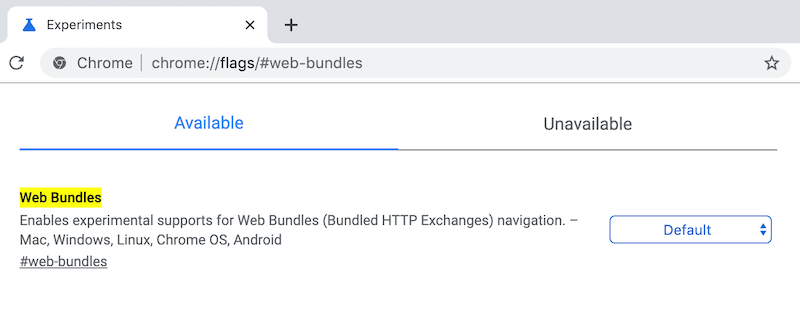 Experiments
Chrome chrome://flags/#web-bundles
Available Unavailable
Web Bundles
Enables experimental supports for Web Bundles (Bundled HTTP Exchanges) navigation. –
Mac, Windows, Linux, Chrome OS, Android
#web-bundles
Default